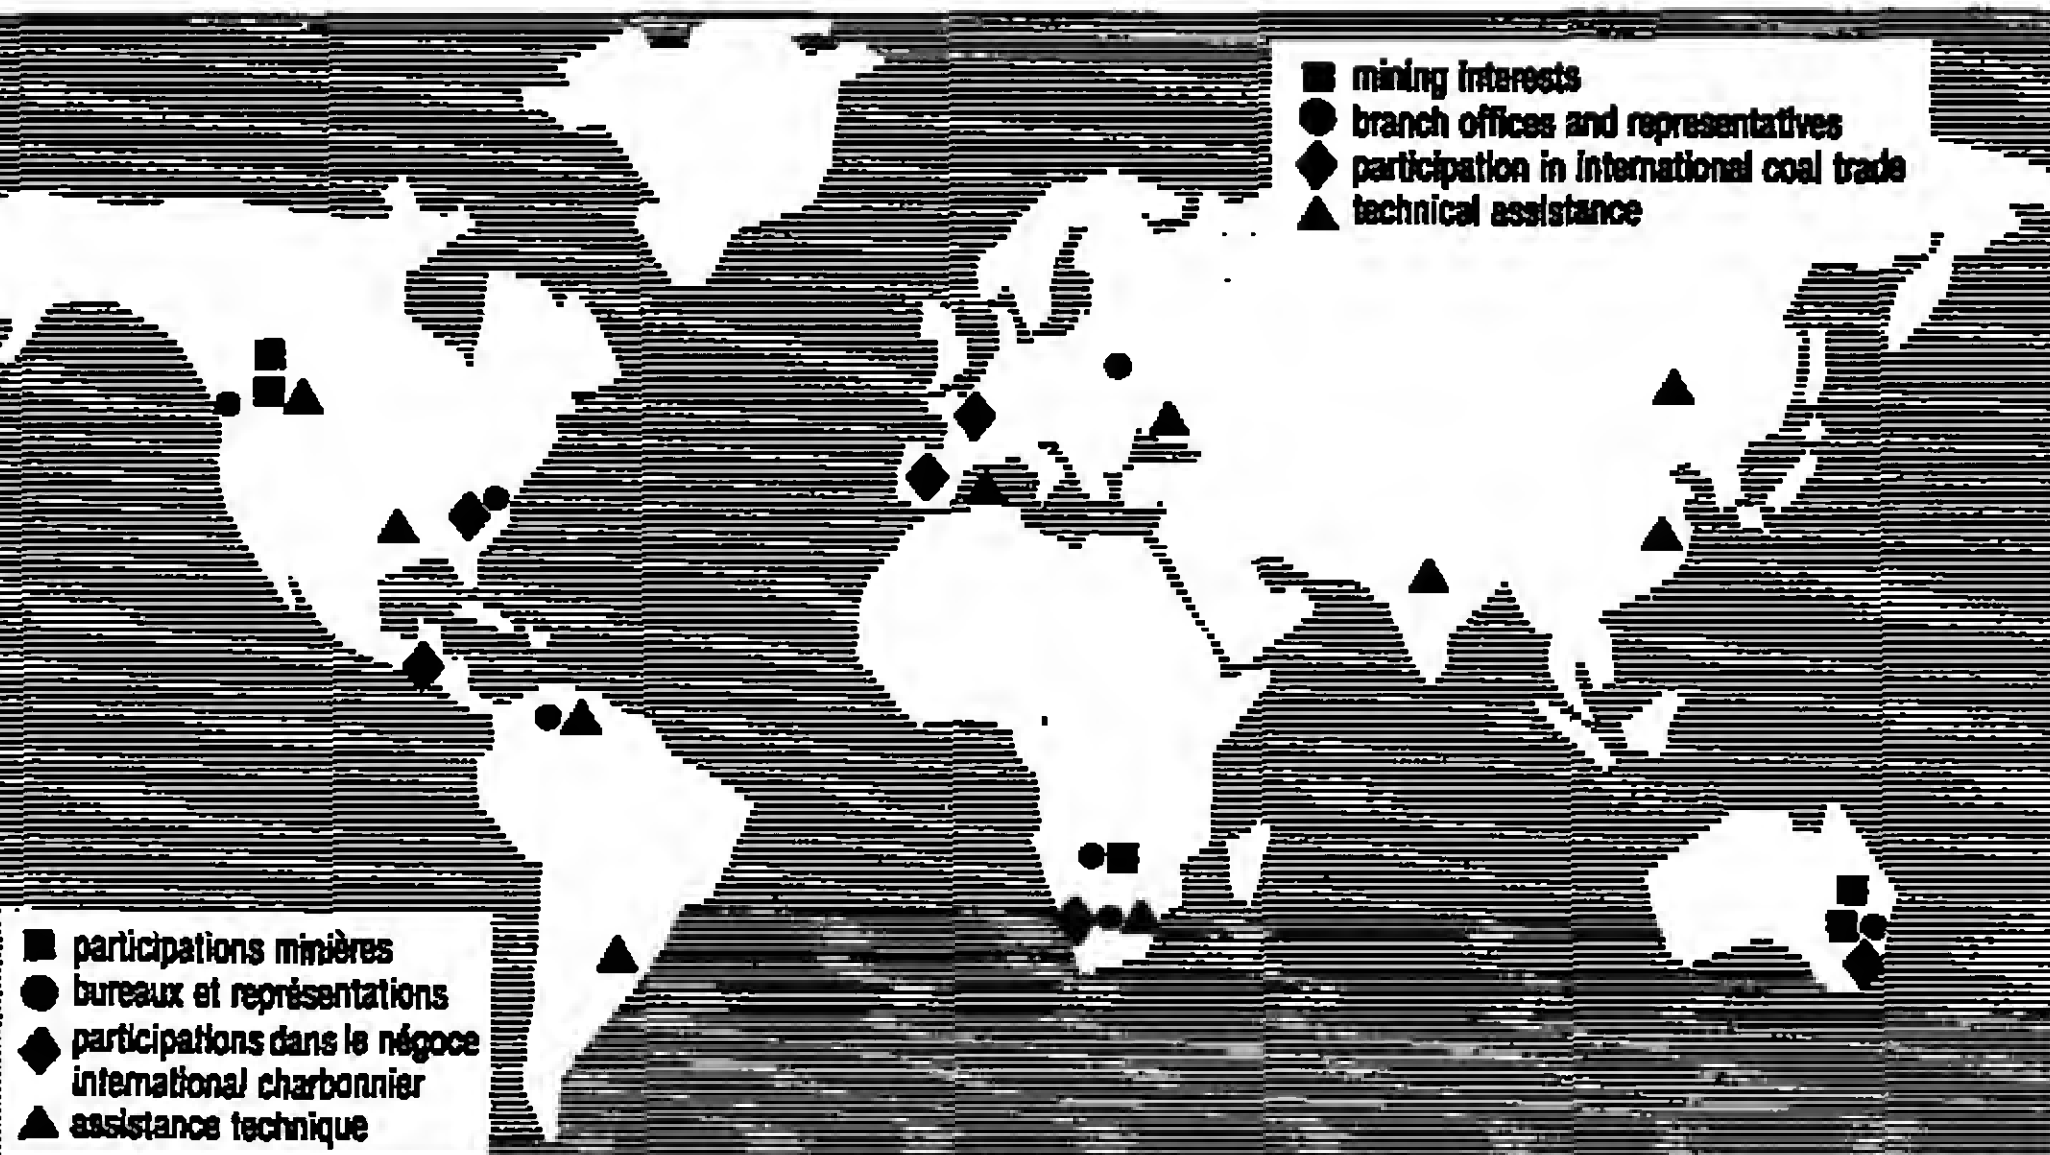 mining interests
branch offices and representatives
participation in international coal trade
technical assistance
participations minières
bureaux et représentations
participations dans le négoce
international charbonnier
assistance technique